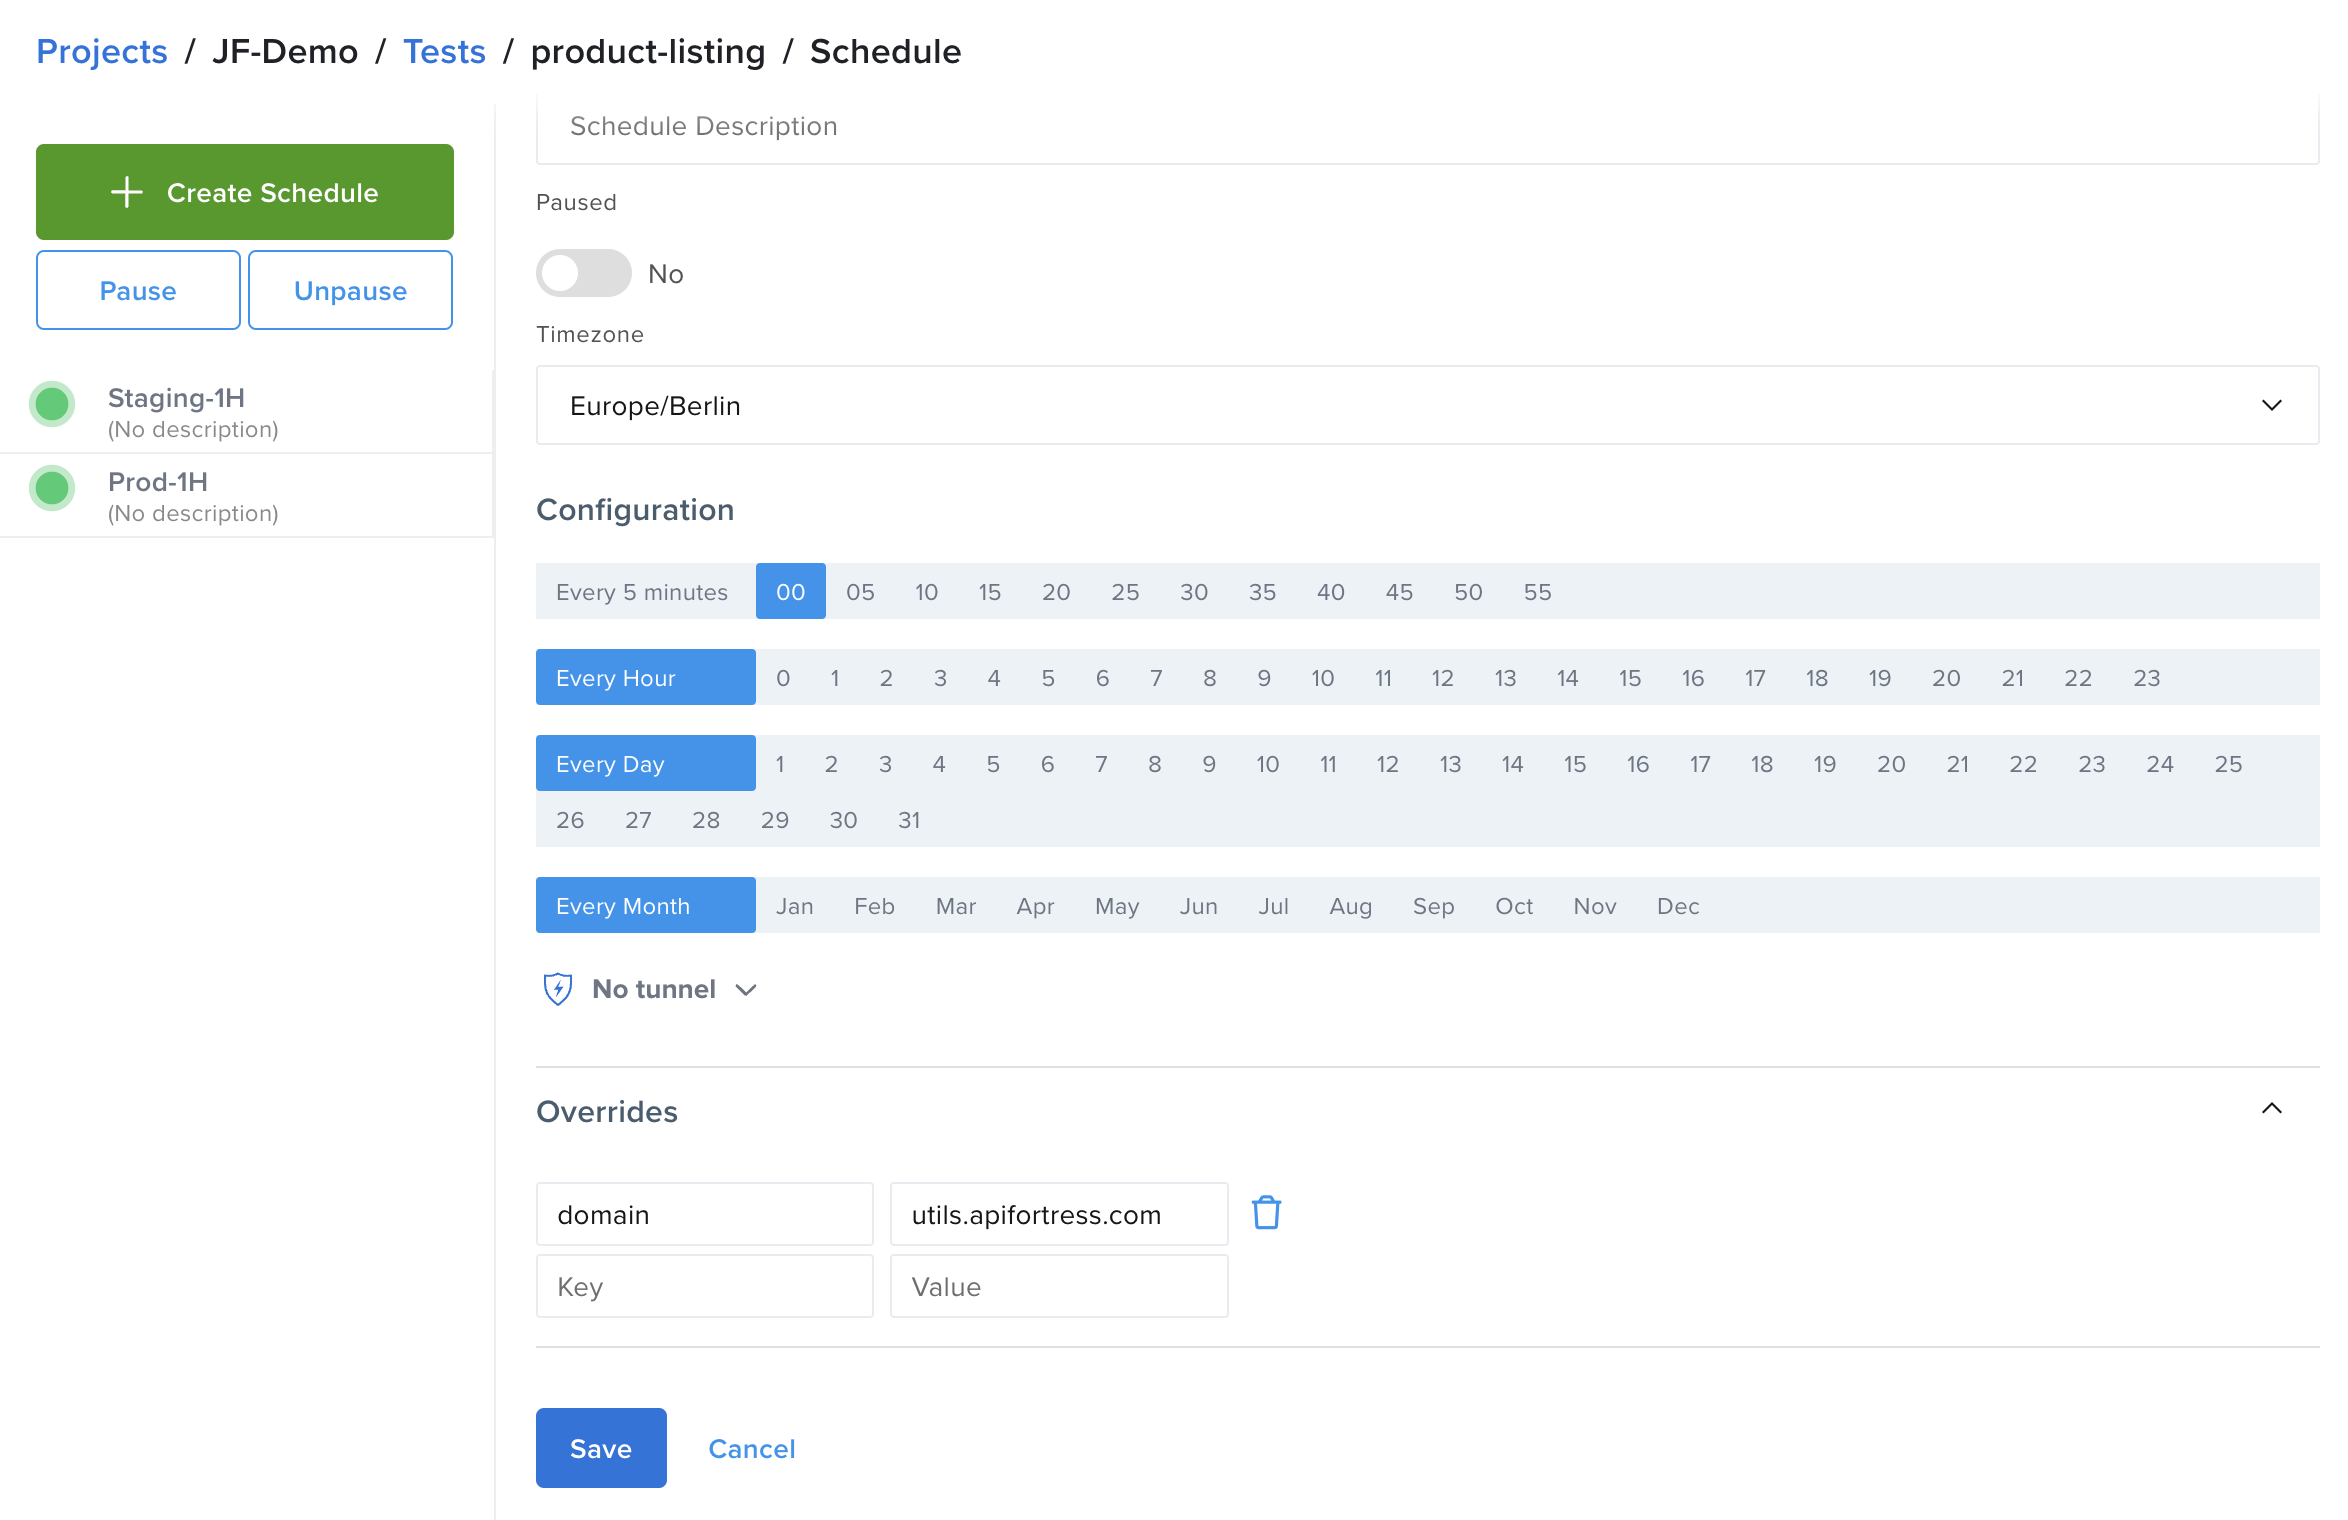 Projects / JF-Demo / Tests / product-listing / Schedule
Create Schedule
Pause Unpause
Staging-1H
(No description)
Prod-1H
(No description)
Schedule Description
Paused
No
Timezone
Europe/Berlin
Configuration
Every 5 minutes 00 05 10 15 20 25 30 35 40 45 50 55
Every Hour 0 1 2 3 4 5 6 7 8 9 10 11 12 13 14 15 16 17 18 19 20 21 22 23
Every Day 1 2 3 4 5 6 7 8 9 10 11 12 13 14 15 16 17 18 19 20 21 22 23 24 25
26 27 28 29 30 31
Every Month Jan Feb Mar Apr May Jun Jul Aug Sep Oct Nov Dec
No tunnel
Overrides
domain utils.apifortress.com
Key Value
Save Cancel